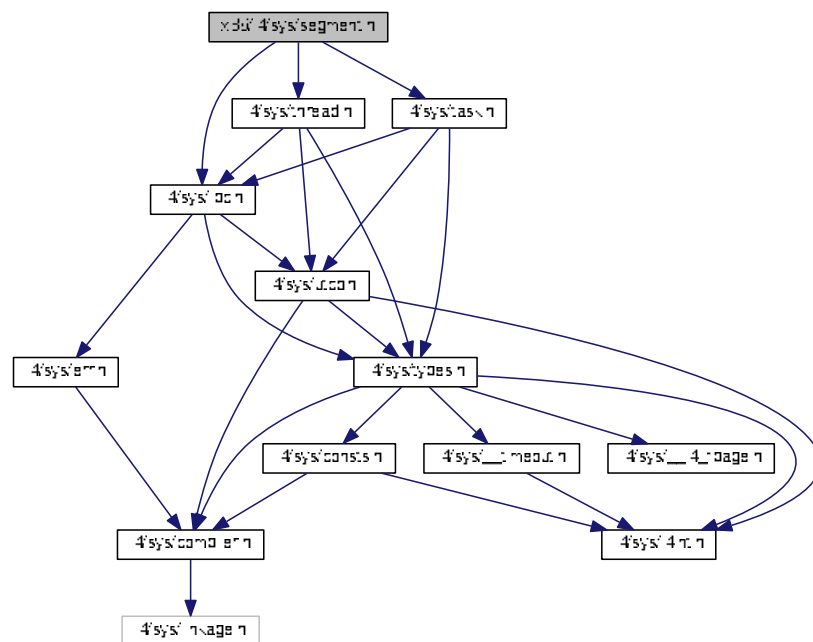 x86/l4/sys/segment.h
l4/sys/thread.h
l4/sys/task.h
l4/sys/ipc.h
l4/sys/utcb.h
l4/sys/err.h
l4/sys/types.h
l4/sys/consts.h
l4/sys/__timeout.h
l4/sys/__l4_fpage.h
l4/sys/compiler.h
l4/sys/l4int.h
l4/sys/linkage.h